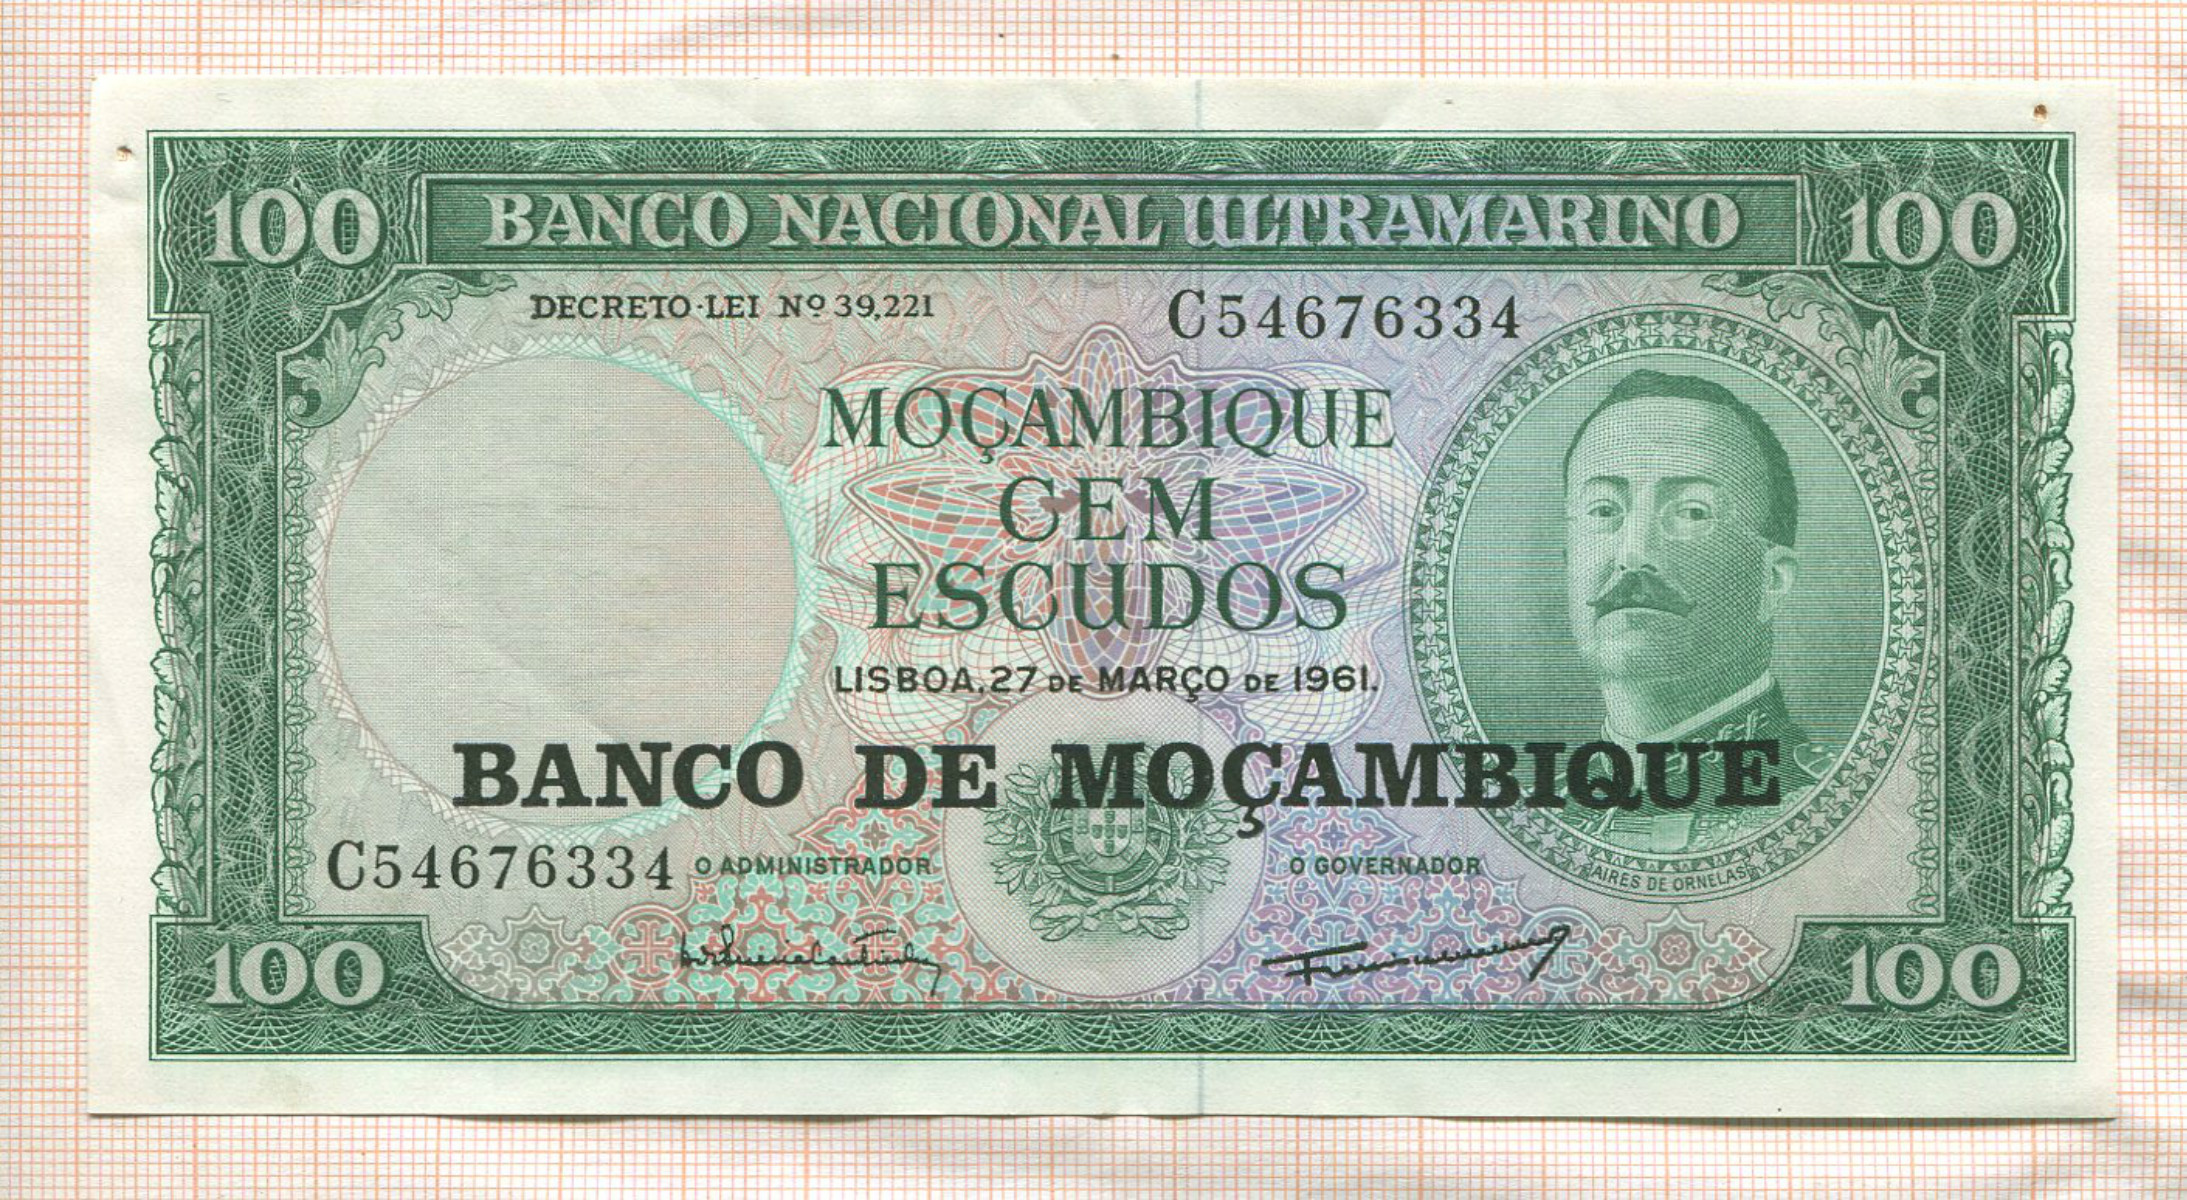 100 BANCO NACIONAL ULTRAMARINO 100
DECRETO-LEI Nº 39,221
C54676334
MOÇAMBIQUE
CEM
ESCUDOS
LISBOA, 27 DE MARÇO DE 1961.
BANCO DE MOÇAMBIQUE
C54676334
O ADMINISTRADOR
O GOVERNADOR
AIRES DE ORNELAS
100
100